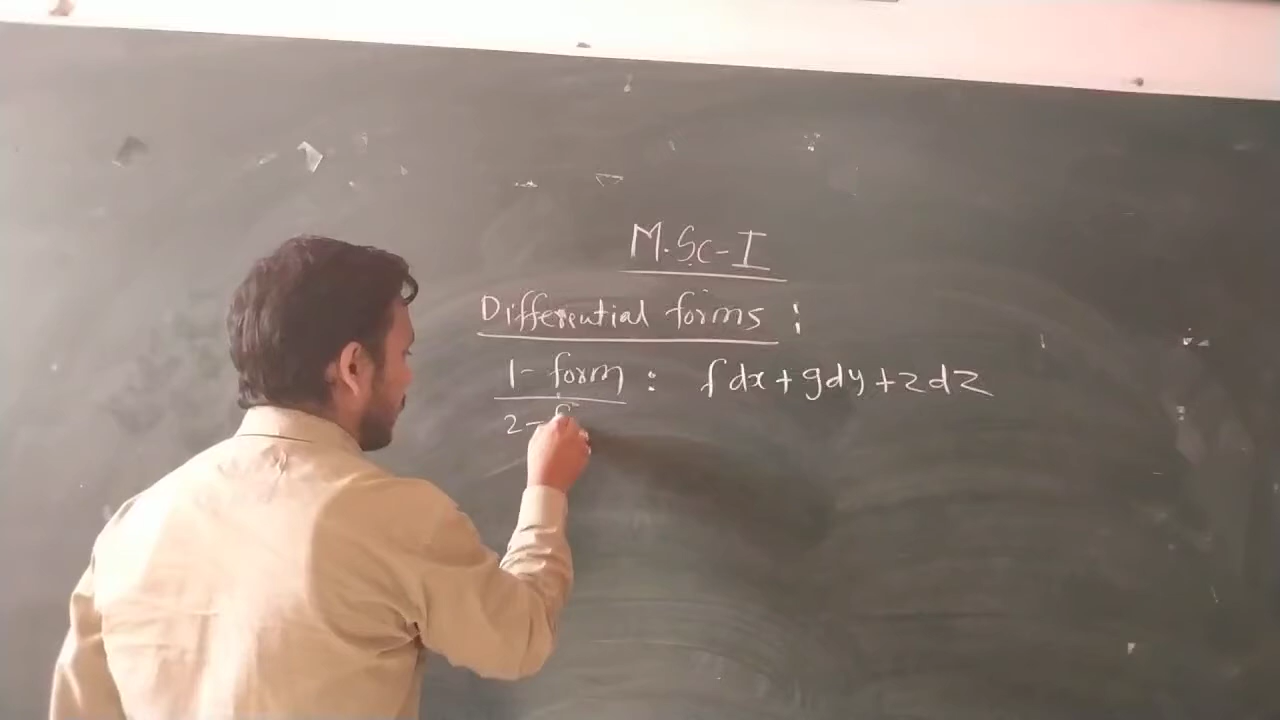 M.Sc-I
Differential forms :
1-form : fdx+gdy+zdz
2-f